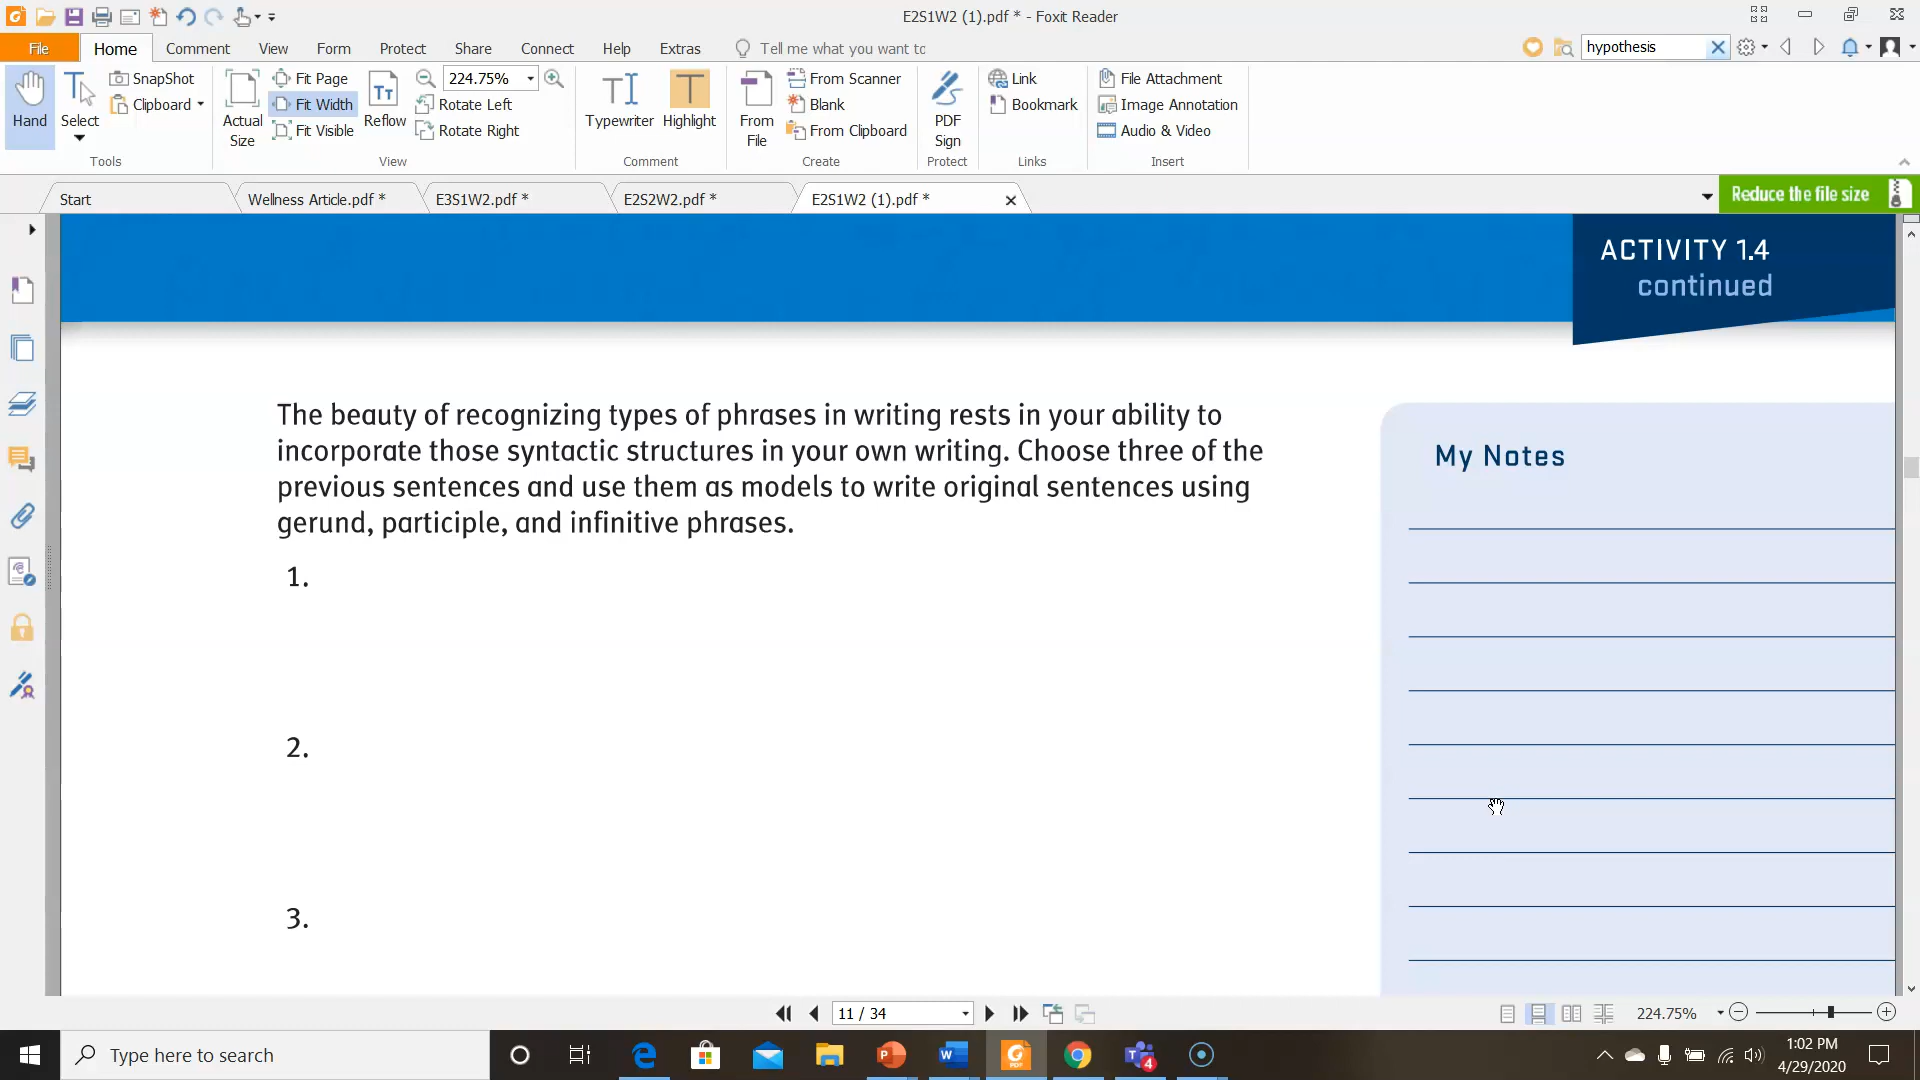 E2S1W2 (1).pdf * - Foxit Reader
File Home Comment View Form Protect Share Connect Help Extras Tell me what you want to hypothesis
Hand
Select
SnapShot
Clipboard
Tools
Actual Size
Fit Page
Fit Width
Fit Visible
Reflow
224.75%
Rotate Left
Rotate Right
View
Typewriter
Highlight
Comment
From File
From Scanner
Blank
From Clipboard
Create
PDF Sign
Protect
Link
Bookmark
Links
File Attachment
Image Annotation
Audio & Video
Insert
Start Wellness Article.pdf * E3S1W2.pdf * E2S2W2.pdf * E2S1W2 (1).pdf * Reduce the file size
ACTIVITY 1.4
continued
The beauty of recognizing types of phrases in writing rests in your ability to
incorporate those syntactic structures in your own writing. Choose three of the
previous sentences and use them as models to write original sentences using
gerund, participle, and infinitive phrases.
1.
2.
3.
My Notes
11 / 34
224.75%
Type here to search
4
1:02 PM
4/29/2020